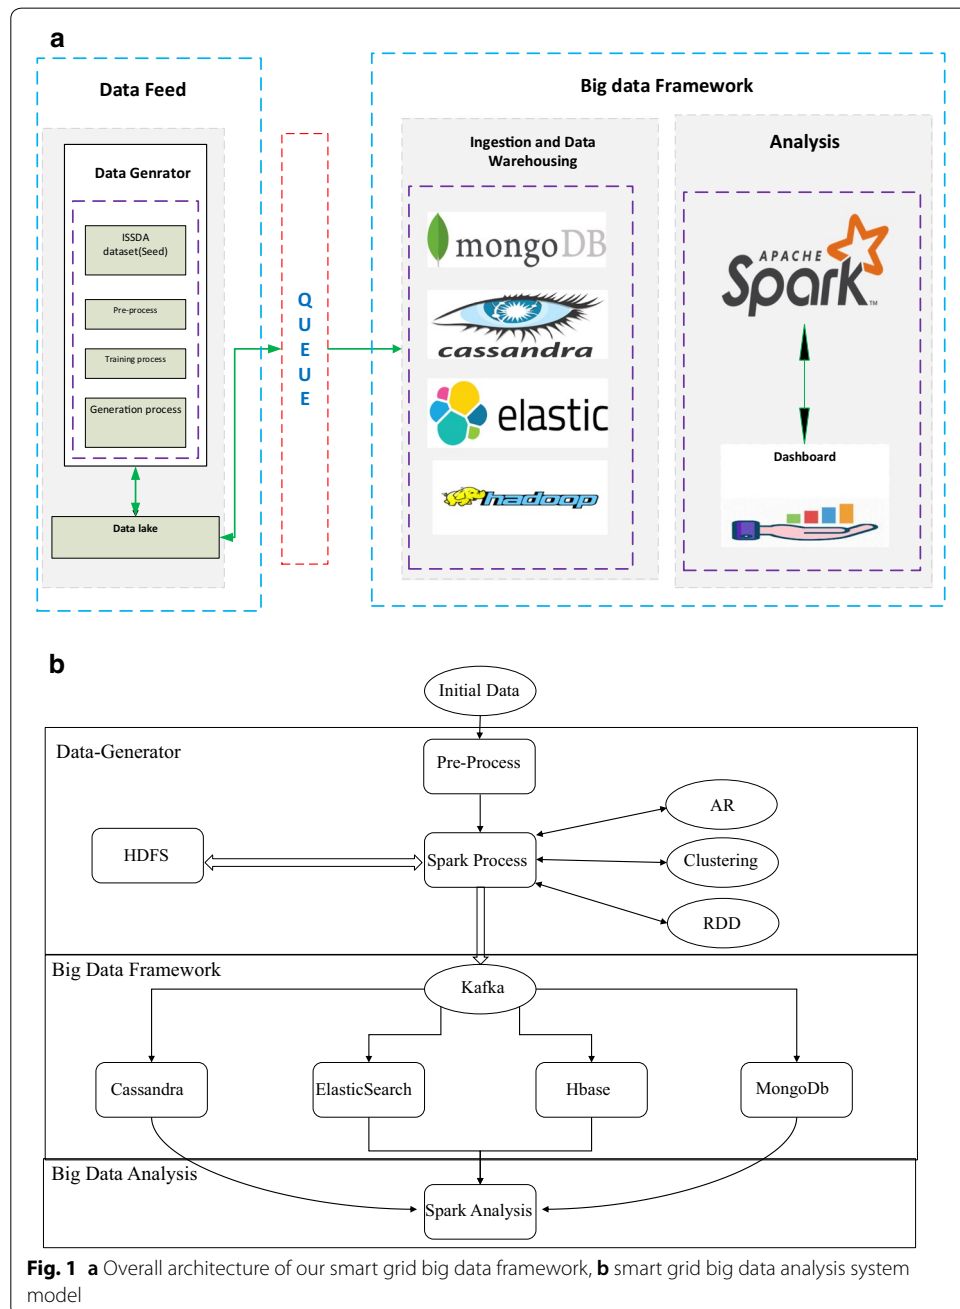 a
Data Feed
Data Genrator
ISSDA
dataset(Seed)
Pre-process
Training process
Generation process
Data lake
Q
U
E
U
E
Big data Framework
Ingestion and Data
Warehousing
mongoDB
cassandra
elastic
hadoop
Analysis
APACHE
Spark
TM
Dashboard
b
Initial Data
Data-Generator
Pre-Process
AR
HDFS
Spark Process
Clustering
RDD
Big Data Framework
Kafka
Cassandra
ElasticSearch
Hbase
MongoDb
Big Data Analysis
Spark Analysis
Fig. 1 a Overall architecture of our smart grid big data framework, b smart grid big data analysis system
model